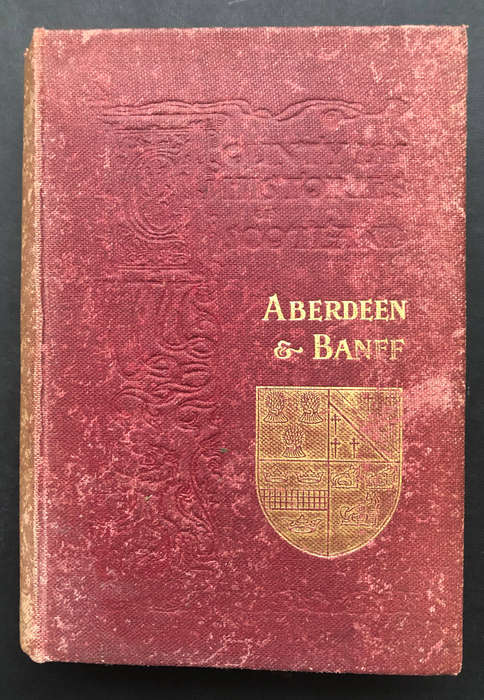 COUNTY
HISTORIES
OF
SCOTLAND
ABERDEEN
& BANFF